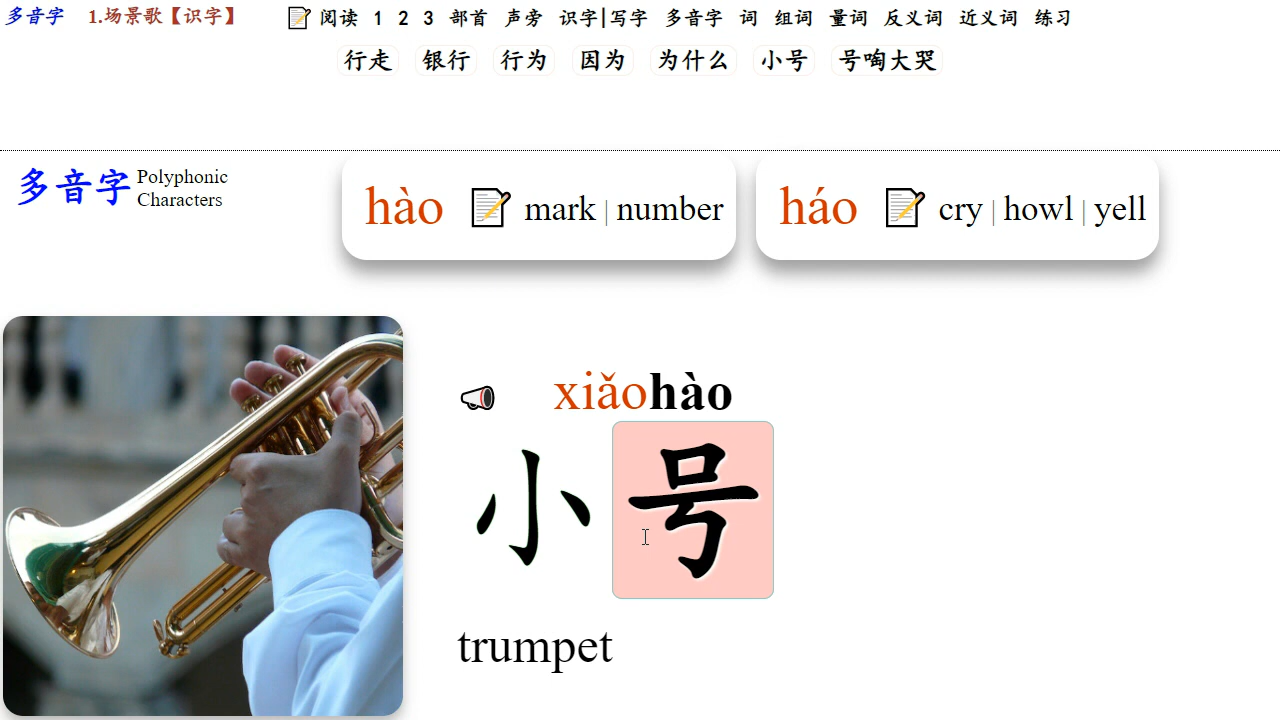 多音字 1.场景歌【识字】 阅读 1 2 3 部首 声旁 识字|写字 多音字 词 组词 量词 反义词 近义词 练习
行走 银行 行为 因为 为什么 小号 号啕大哭
多音字 Polyphonic
Characters
hào mark | number
háo cry | howl | yell
xiǎohào
小号
trumpet